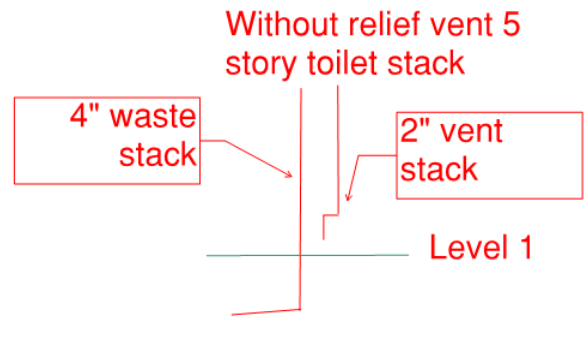 Without relief vent 5
story toilet stack
4" waste
stack
2" vent
stack
Level 1